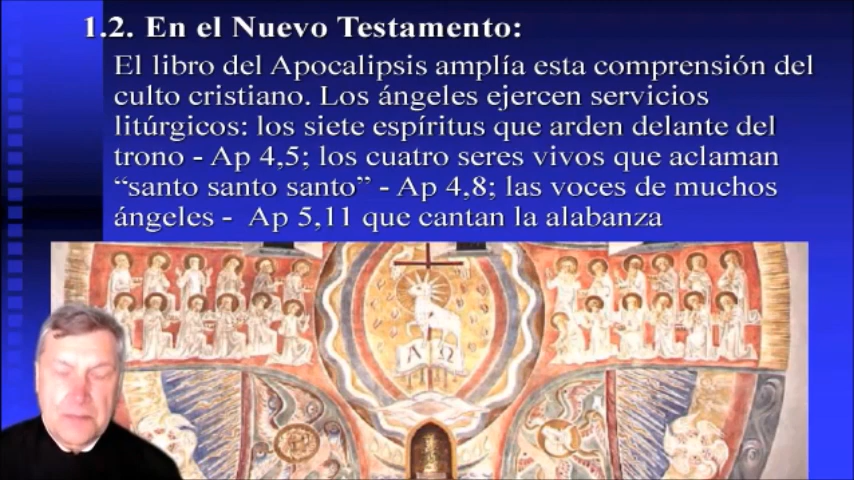 1.2. En el Nuevo Testamento:
El libro del Apocalipsis amplía esta comprensión del
culto cristiano. Los ángeles ejercen servicios
litúrgicos: los siete espíritus que arden delante del
trono - Ap 4,5; los cuatro seres vivos que aclaman
“santo santo santo” - Ap 4,8; las voces de muchos
ángeles - Ap 5,11 que cantan la alabanza
Α Ω